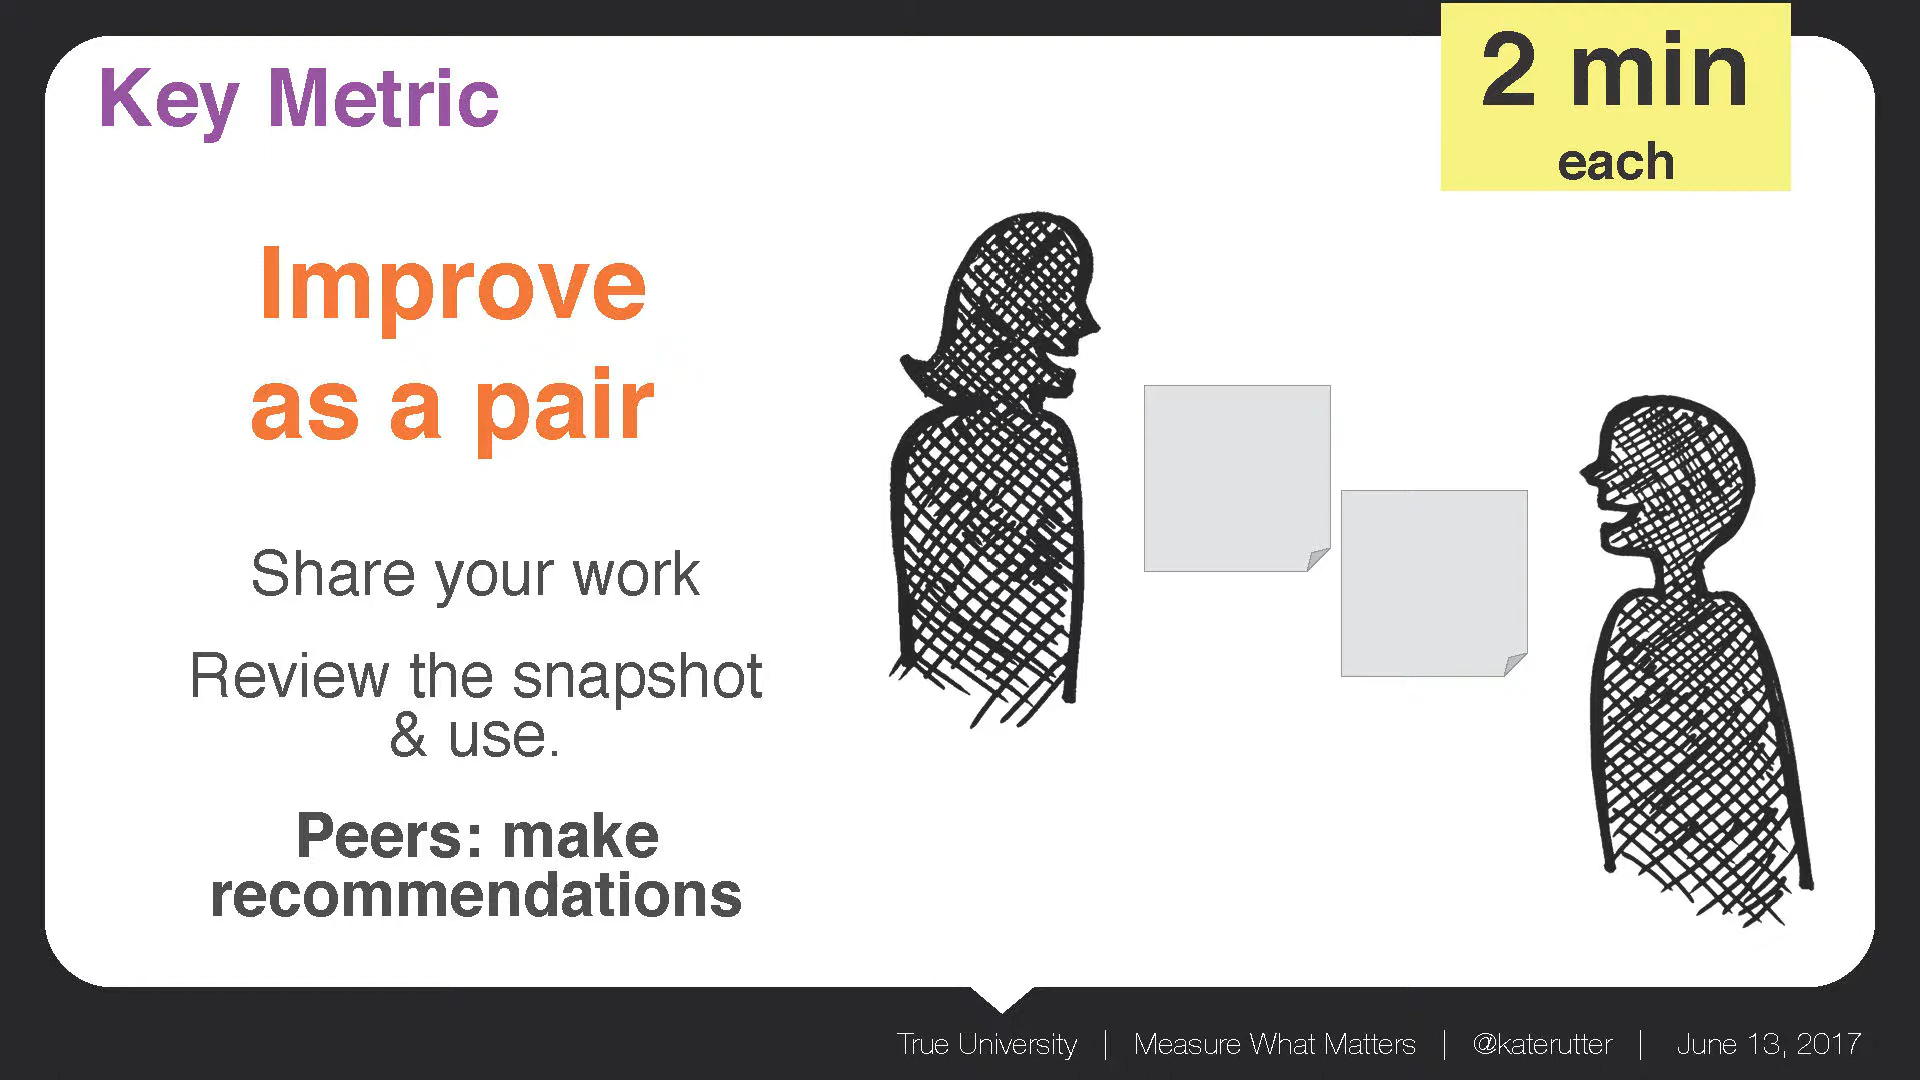 Key Metric
2 min
each
Improve
as a pair
Share your work
Review the snapshot
& use.
Peers: make
recommendations
True University | Measure What Matters | @katerutter | June 13, 2017